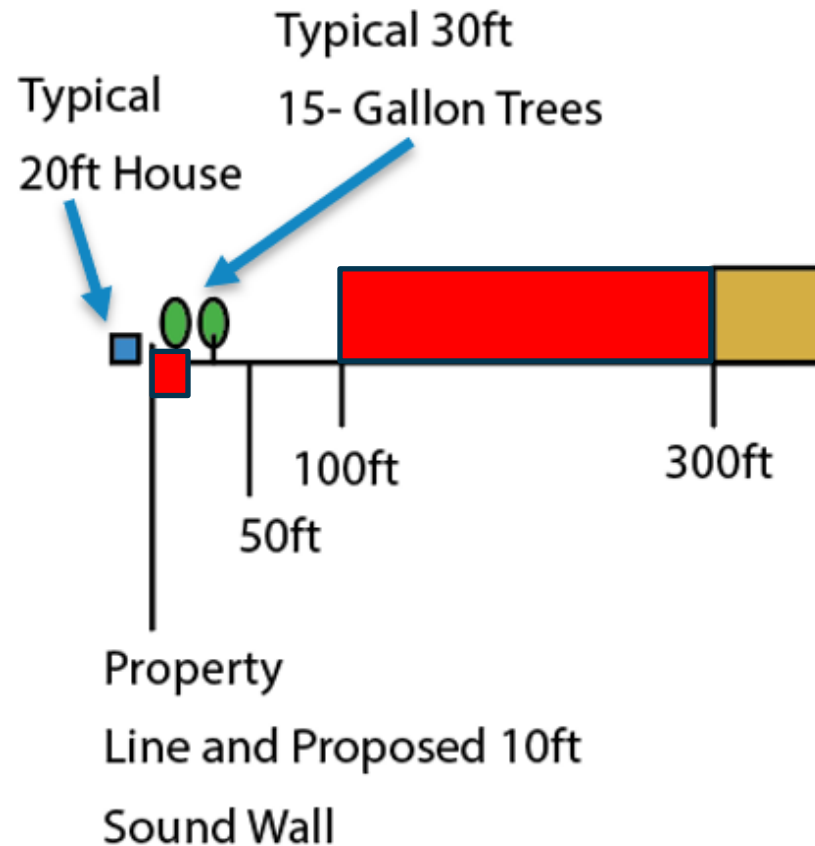 Typical 30ft
15- Gallon Trees
Typical
20ft House
100ft
300ft
50ft
Property
Line and Proposed 10ft
Sound Wall